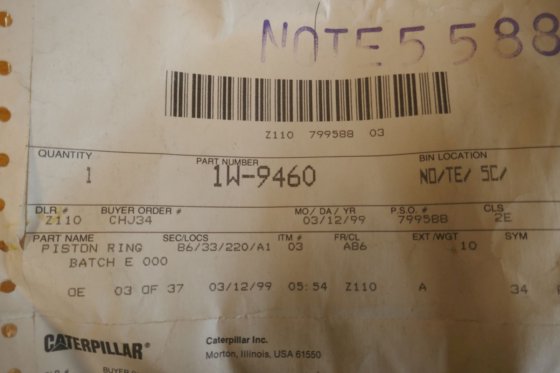 NOTE5 588
Z110 799588 03
QUANTITY PART NUMBER BIN LOCATION
1 1W-9460 NO/TE/ 5C/
DLR # BUYER ORDER # MO/ DA / YR P.S.O. # CLS
Z110 CHJ34 03/12/99 799588 2E
PART NAME SEC/LOCS ITM # FR/CL EXT /WGT SYM
PISTON RING B6/33/220/A1 03 AB6 .10
BATCH E 000
OE 03 OF 37 03/12/99 05:54 Z110 A 34
CATERPILLAR® Caterpillar Inc.
Morton, Illinois, USA 61550